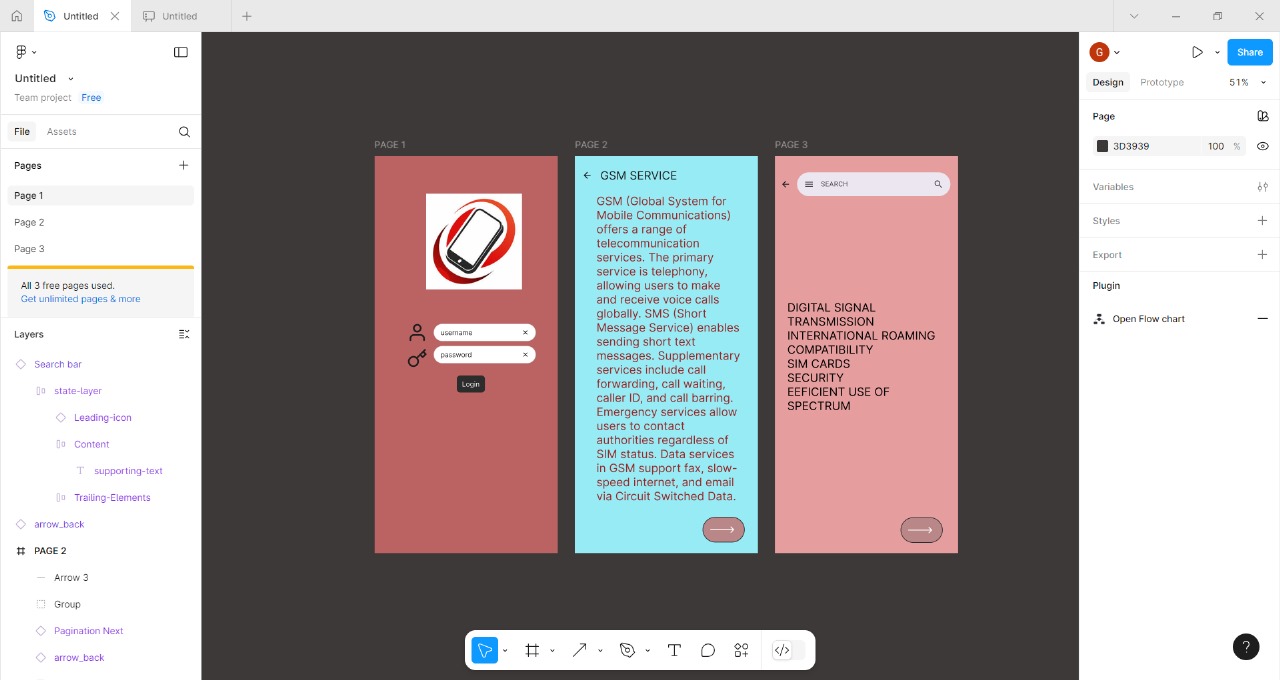 Untitled
Untitled
Untitled
Team project Free
File Assets
Pages
Page 1
Page 2
Page 3
All 3 free pages used.
Get unlimited pages & more
Layers
Search bar
state-layer
Leading-icon
Content
supporting-text
Trailing-Elements
arrow_back
PAGE 2
Arrow 3
Group
Pagination Next
arrow_back
PAGE 1
username
password
Login
PAGE 2
GSM SERVICE
GSM (Global System for
Mobile Communications)
offers a range of
telecommunication
services. The primary
service is telephony,
allowing users to make
and receive voice calls
globally. SMS (Short
Message Service) enables
sending short text
messages. Supplementary
services include call
forwarding, call waiting,
caller ID, and call barring.
Emergency services allow
users to contact
authorities regardless of
SIM status. Data services
in GSM support fax, slow-
speed internet, and email
via Circuit Switched Data.
PAGE 3
SEARCH
DIGITAL SIGNAL
TRANSMISSION
INTERNATIONAL ROAMING
COMPATIBILITY
SIM CARDS
SECURITY
EEFICIENT USE OF
SPECTRUM
G
Share
Design Prototype 51%
Page
3D3939 100 %
Variables
Styles
Export
Plugin
Open Flow chart
?